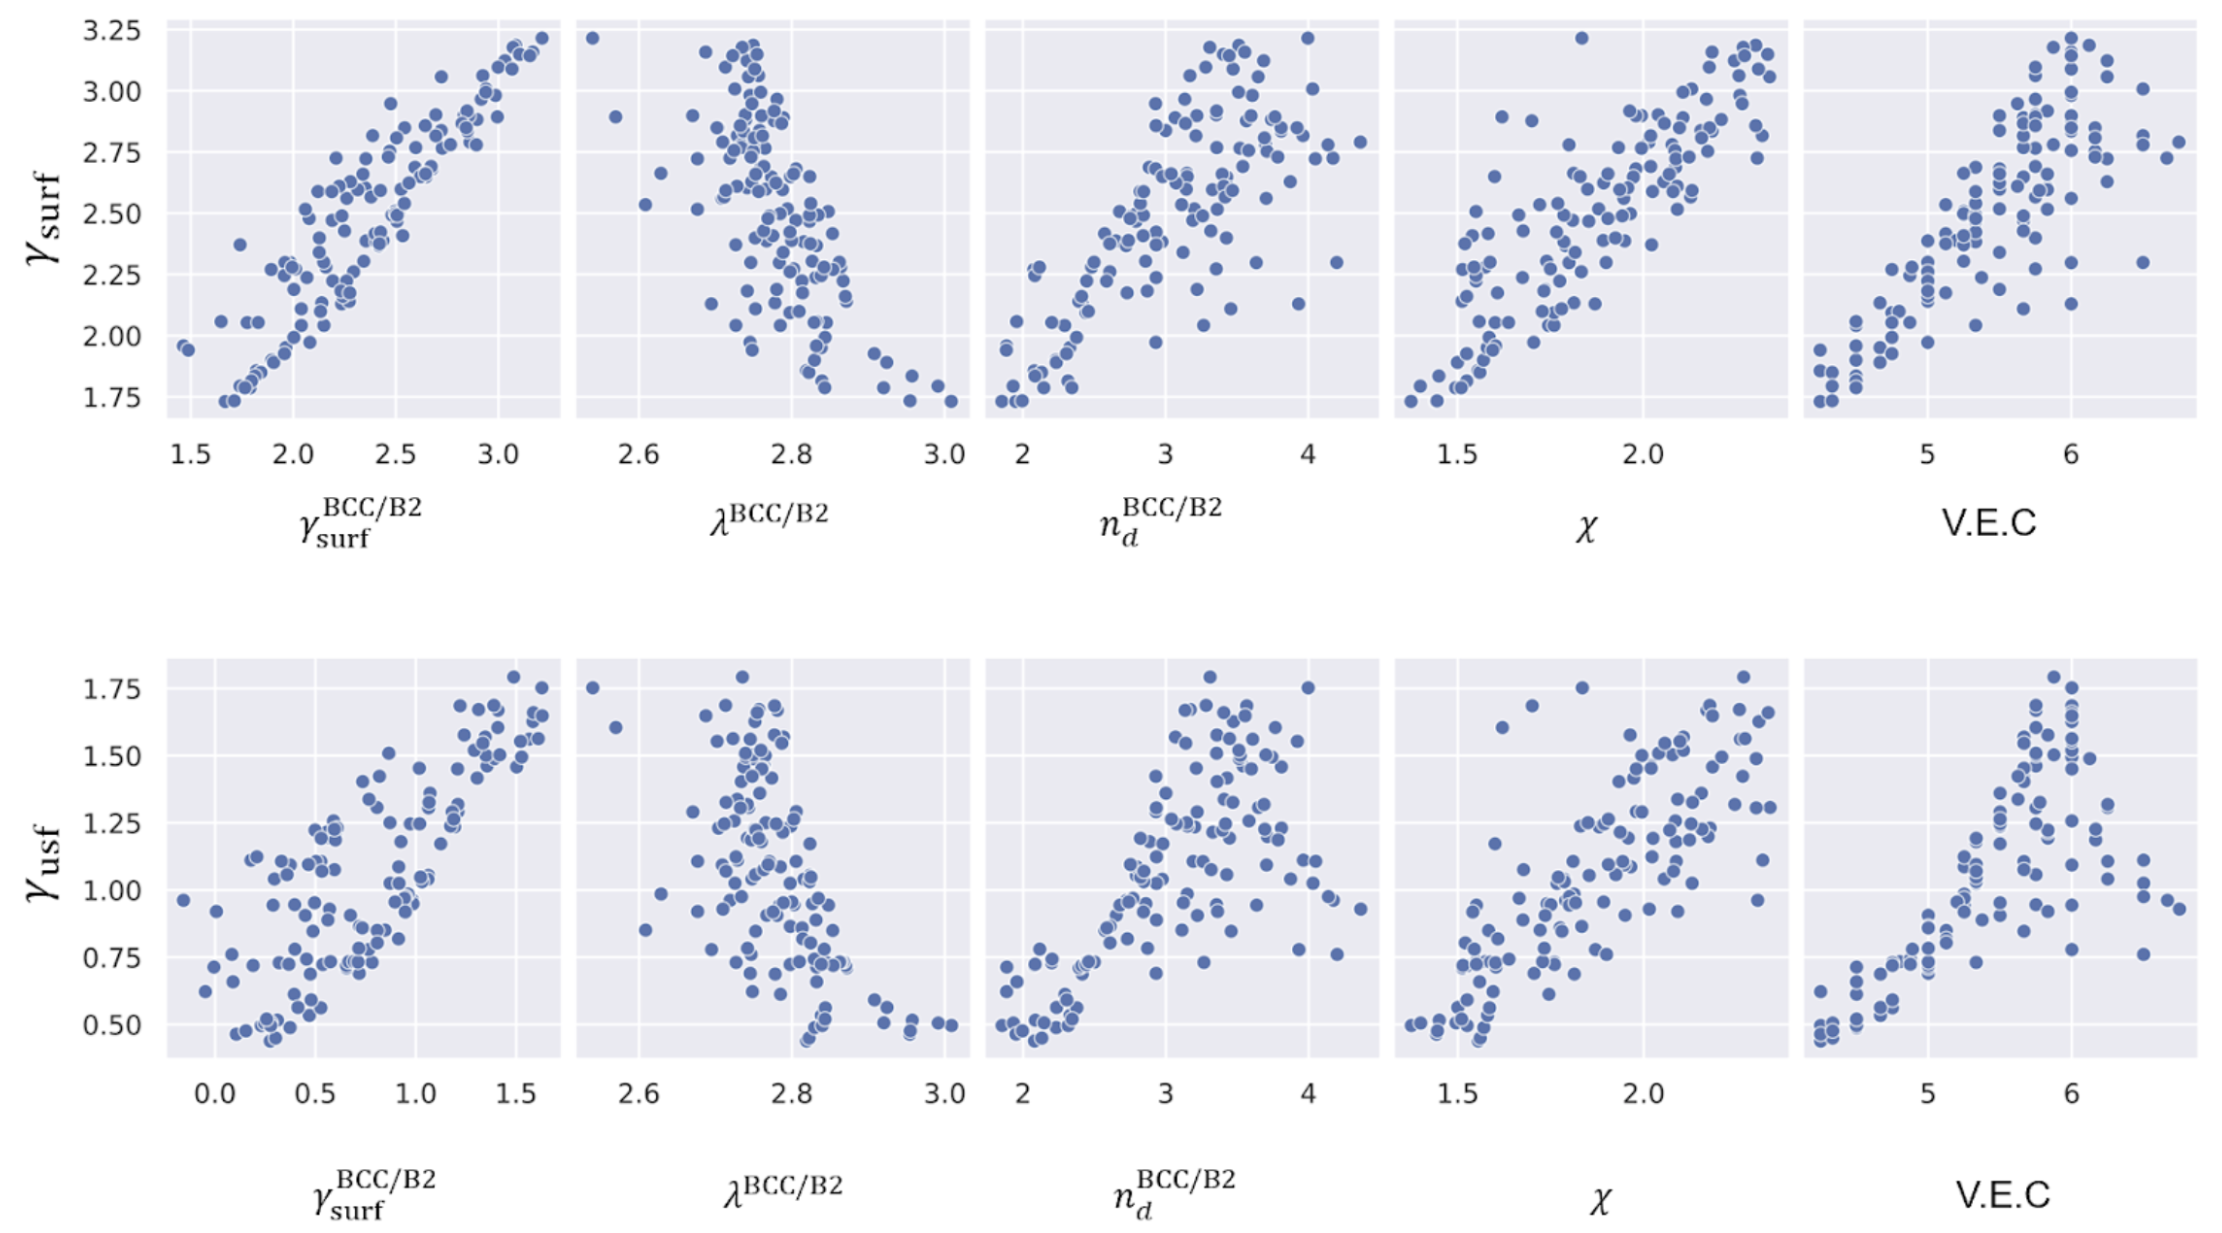 3.25
3.00
2.75
2.50
2.25
2.00
1.75
γsurf
1.5 2.0 2.5 3.0 2.6 2.8 3.0 2 3 4 1.5 2.0 5 6
γsurf^BCC/B2 λ^BCC/B2 n_d^BCC/B2 χ V.E.C
1.75
1.50
1.25
1.00
0.75
0.50
γusf
0.0 0.5 1.0 1.5 2.6 2.8 3.0 2 3 4 1.5 2.0 5 6
γsurf^BCC/B2 λ^BCC/B2 n_d^BCC/B2 χ V.E.C